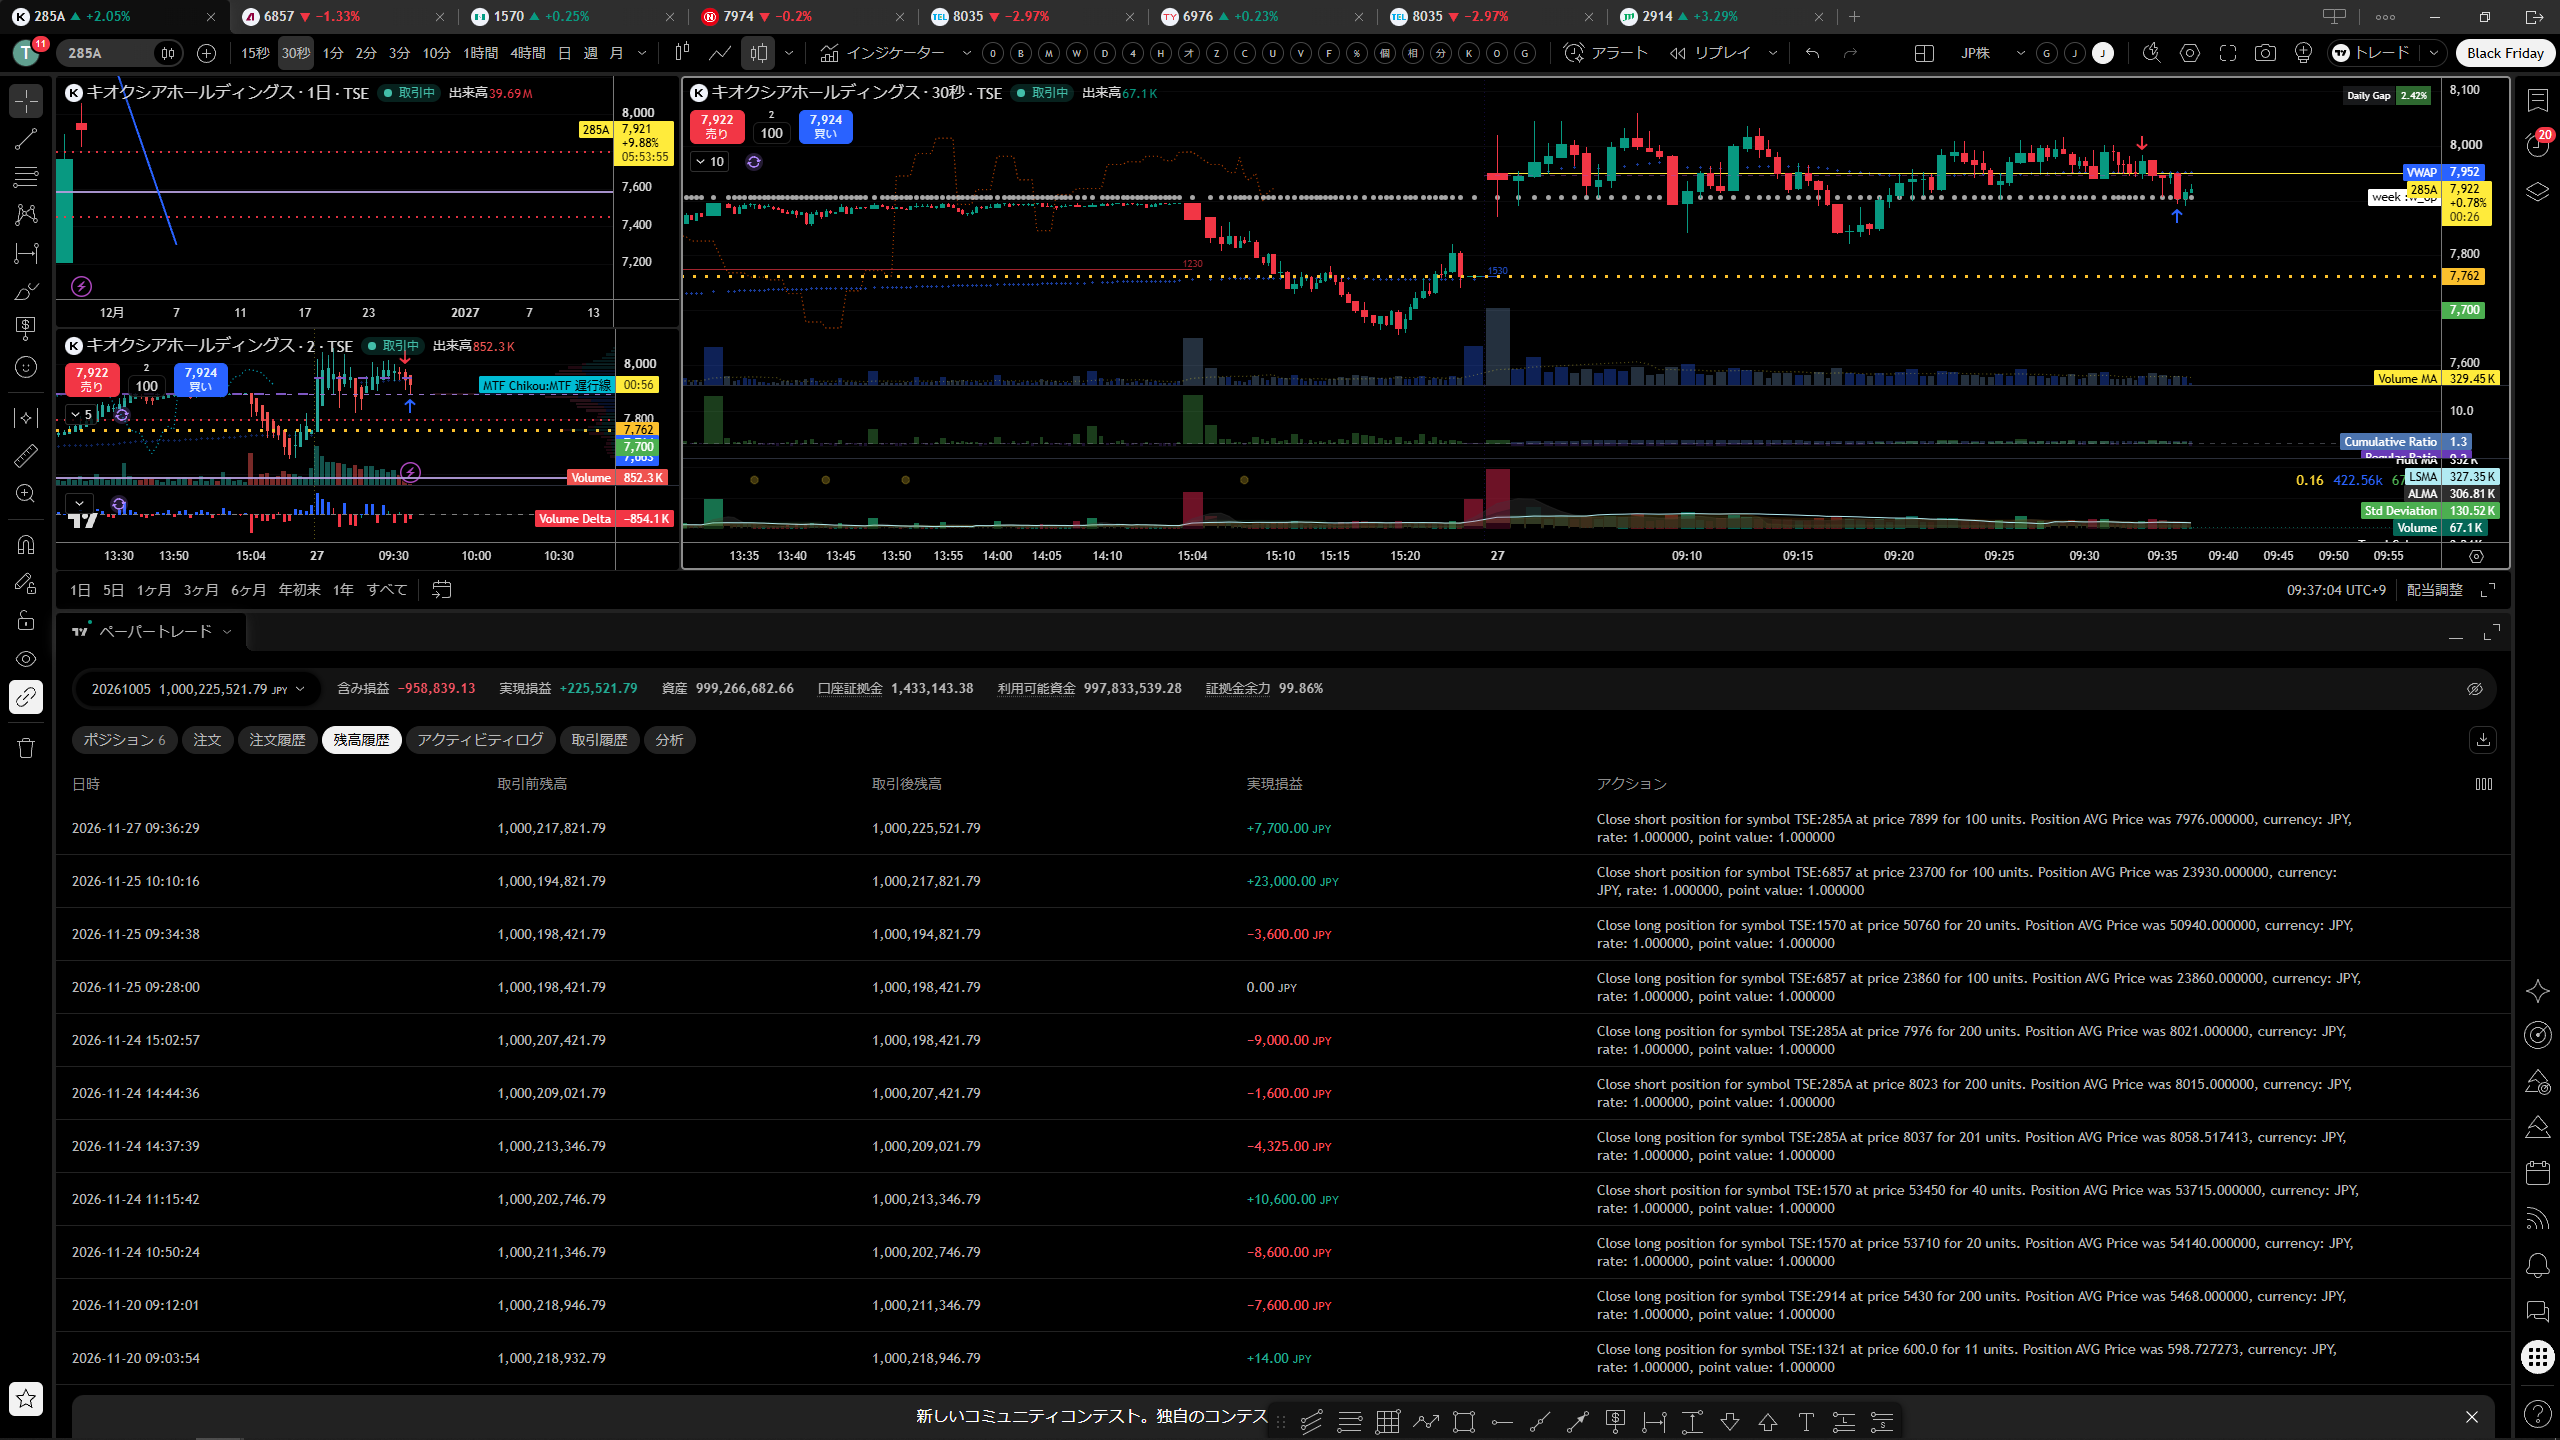 285A +2.05%
6857 −1.33%
1570 +0.25%
7974 −0.2%
8035 −2.97%
6976 +0.23%
8035 −2.97%
2914 +3.29%
T 11 285A 15秒 30秒 1分 2分 3分 10分 1時間 4時間 日 週 月 インジケーター O B M W D 4 H オ Z C U V F % 個 相 分 K O G アラート リプレイ JP株 G J J トレード Black Friday
キオクシアホールディングス · 1日 · TSE 取引中 出来高39.69 M
8,000
285A 7,921
+9.88%
05:53:55
7,600
7,400
7,200
12月 7 11 17 23 2027 7 13
キオクシアホールディングス · 2 · TSE 取引中 出来高852.3 K
7,922
売り
2
100
7,924
買い
5
8,000
MTF Chikou:MTF 遅行線 00:56
7,800
7,762
7,700
Volume 852.3 K
Volume Delta −854.1 K
13:30 13:50 15:04 27 09:30 10:00 10:30
キオクシアホールディングス · 30秒 · TSE 取引中 出来高67.1 K
7,922
売り
2
100
7,924
買い
10
Daily Gap 2.42%
8,100
8,000
VWAP 7,952
285A 7,922
+0.78%
00:26
week
1230
1530
7,800
7,762
7,700
7,600
Volume MA 329.45 K
10.0
Cumulative Ratio 1.3
Hull MA 352 K
0.16 422.56k
LSMA 327.35 K
ALMA 306.81 K
Std Deviation 130.52 K
Volume 67.1 K
13:35 13:40 13:45 13:50 13:55 14:00 14:05 14:10 15:04 15:10 15:15 15:20 27 09:10 09:15 09:20 09:25 09:30 09:35 09:40 09:45 09:50 09:55
1日 5日 1ヶ月 3ヶ月 6ヶ月 年初来 1年 すべて 09:37:04 UTC+9 配当調整
20
ペーパートレード
20261005 1,000,225,521.79 JPY 含み損益 −958,839.13 実現損益 +225,521.79 資産 999,266,682.66 口座証拠金 1,433,143.38 利用可能資金 997,833,539.28 証拠金余力 99.86%
ポジション 6 注文 注文履歴 残高履歴 アクティビティログ 取引履歴 分析
日時 取引前残高 取引後残高 実現損益 アクション
2026-11-27 09:36:29 1,000,217,821.79 1,000,225,521.79 +7,700.00 JPY Close short position for symbol TSE:285A at price 7899 for 100 units. Position AVG Price was 7976.000000, currency: JPY,
rate: 1.000000, point value: 1.000000
2026-11-25 10:10:16 1,000,194,821.79 1,000,217,821.79 +23,000.00 JPY Close short position for symbol TSE:6857 at price 23700 for 100 units. Position AVG Price was 23930.000000, currency:
JPY, rate: 1.000000, point value: 1.000000
2026-11-25 09:34:38 1,000,198,421.79 1,000,194,821.79 −3,600.00 JPY Close long position for symbol TSE:1570 at price 50760 for 20 units. Position AVG Price was 50940.000000, currency: JPY,
rate: 1.000000, point value: 1.000000
2026-11-25 09:28:00 1,000,198,421.79 1,000,198,421.79 0.00 JPY Close long position for symbol TSE:6857 at price 23860 for 100 units. Position AVG Price was 23860.000000, currency: JPY,
rate: 1.000000, point value: 1.000000
2026-11-24 15:02:57 1,000,207,421.79 1,000,198,421.79 −9,000.00 JPY Close long position for symbol TSE:285A at price 7976 for 200 units. Position AVG Price was 8021.000000, currency: JPY,
rate: 1.000000, point value: 1.000000
2026-11-24 14:44:36 1,000,209,021.79 1,000,207,421.79 −1,600.00 JPY Close short position for symbol TSE:285A at price 8023 for 200 units. Position AVG Price was 8015.000000, currency: JPY,
rate: 1.000000, point value: 1.000000
2026-11-24 14:37:39 1,000,213,346.79 1,000,209,021.79 −4,325.00 JPY Close long position for symbol TSE:285A at price 8037 for 201 units. Position AVG Price was 8058.517413, currency: JPY,
rate: 1.000000, point value: 1.000000
2026-11-24 11:15:42 1,000,202,746.79 1,000,213,346.79 +10,600.00 JPY Close short position for symbol TSE:1570 at price 53450 for 40 units. Position AVG Price was 53715.000000, currency: JPY,
rate: 1.000000, point value: 1.000000
2026-11-24 10:50:24 1,000,211,346.79 1,000,202,746.79 −8,600.00 JPY Close long position for symbol TSE:1570 at price 53710 for 20 units. Position AVG Price was 54140.000000, currency: JPY,
rate: 1.000000, point value: 1.000000
2026-11-20 09:12:01 1,000,218,946.79 1,000,211,346.79 −7,600.00 JPY Close long position for symbol TSE:2914 at price 5430 for 200 units. Position AVG Price was 5468.000000, currency: JPY,
rate: 1.000000, point value: 1.000000
2026-11-20 09:03:54 1,000,218,932.79 1,000,218,946.79 +14.00 JPY Close long position for symbol TSE:1321 at price 600.0 for 11 units. Position AVG Price was 598.727273, currency: JPY,
rate: 1.000000, point value: 1.000000
新しいコミュニティコンテスト。独自のコンテス